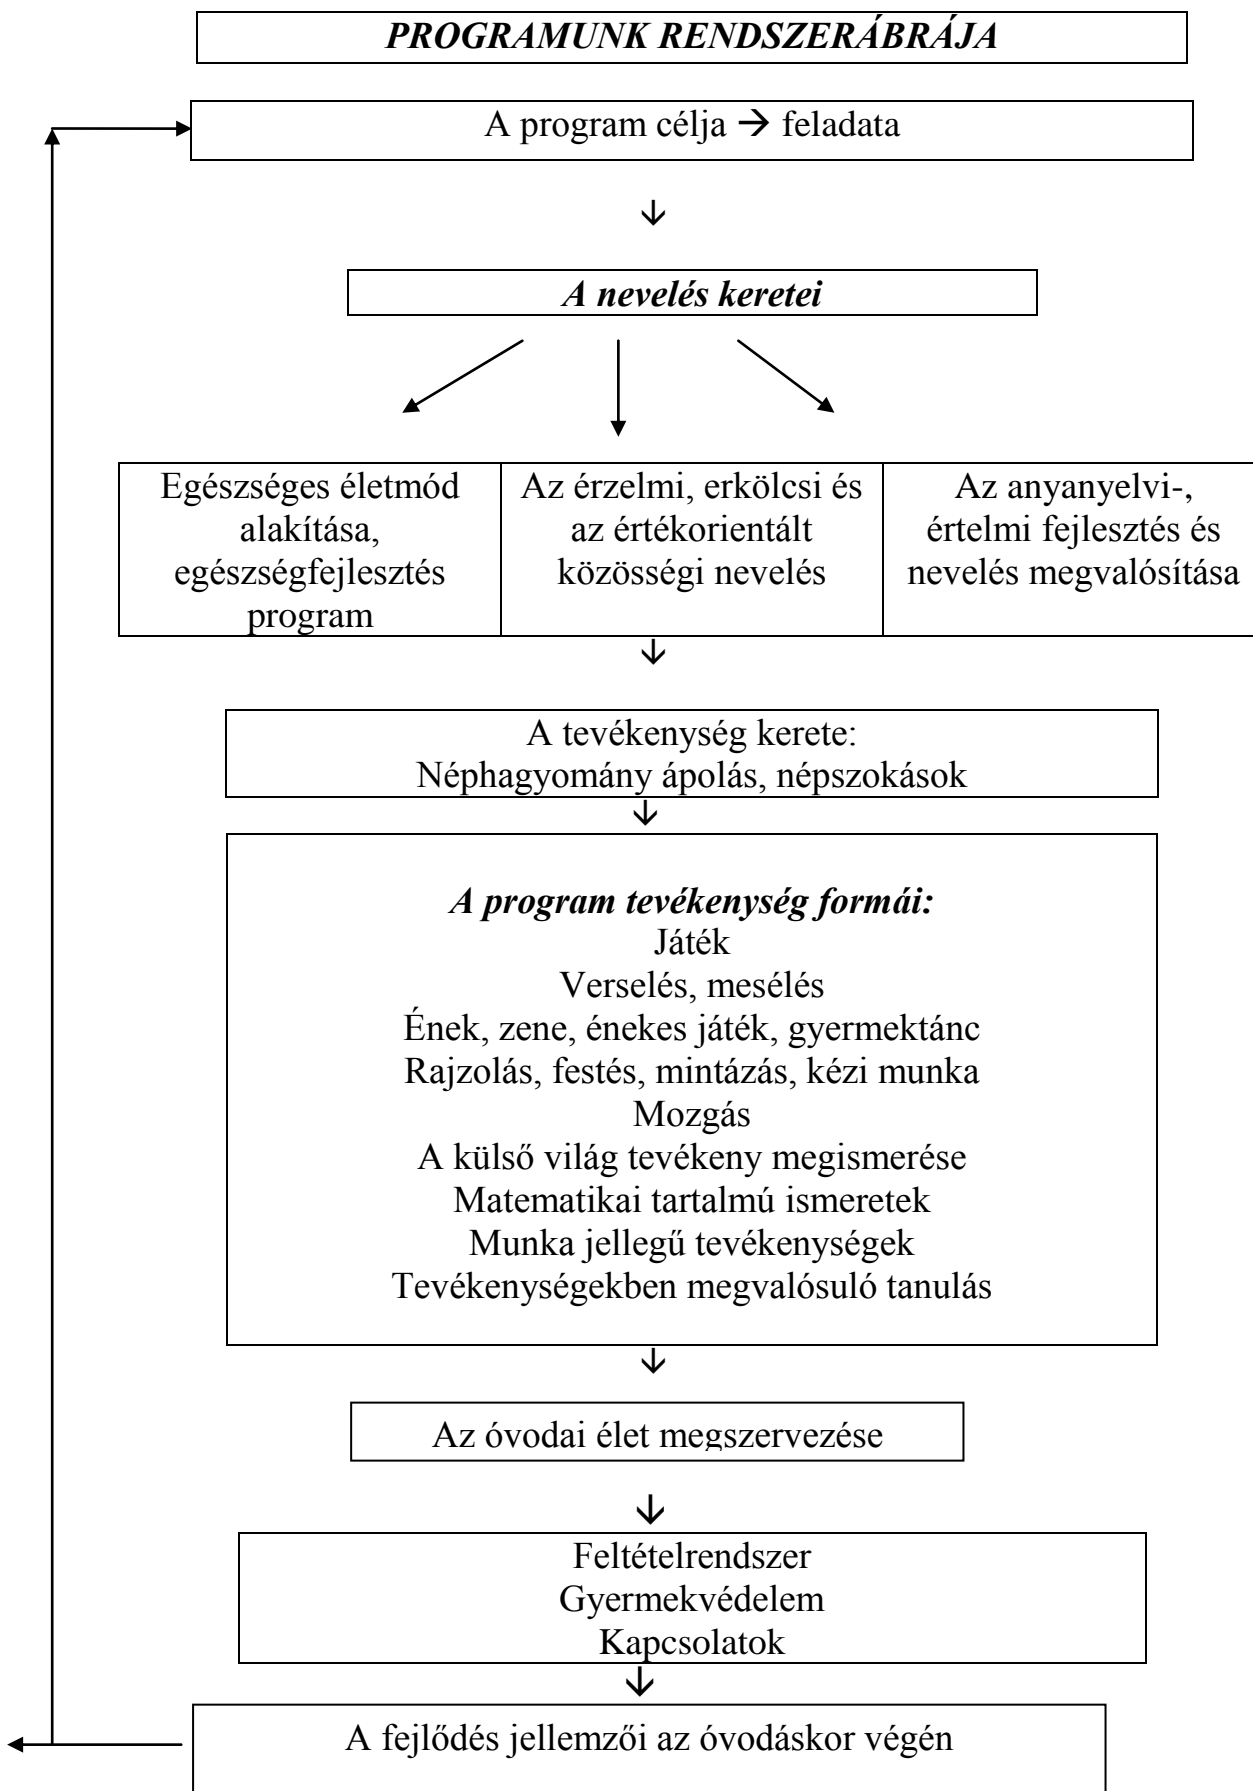 PROGRAMUNK RENDSZERÁBRÁJA
A program célja → feladata
A nevelés keretei
Egészséges életmód
alakítása,
egészségfejlesztés
program
Az érzelmi, erkölcsi és
az értékorientált
közösségi nevelés
Az anyanyelvi-,
értelmi fejlesztés és
nevelés megvalósítása
A tevékenység kerete:
Néphagyomány ápolás, népszokások
A program tevékenység formái:
Játék
Verselés, mesélés
Ének, zene, énekes játék, gyermektánc
Rajzolás, festés, mintázás, kézi munka
Mozgás
A külső világ tevékeny megismerése
Matematikai tartalmú ismeretek
Munka jellegű tevékenységek
Tevékenységekben megvalósuló tanulás
Az óvodai élet megszervezése
Feltételrendszer
Gyermekvédelem
Kapcsolatok
A fejlődés jellemzői az óvodáskor végén